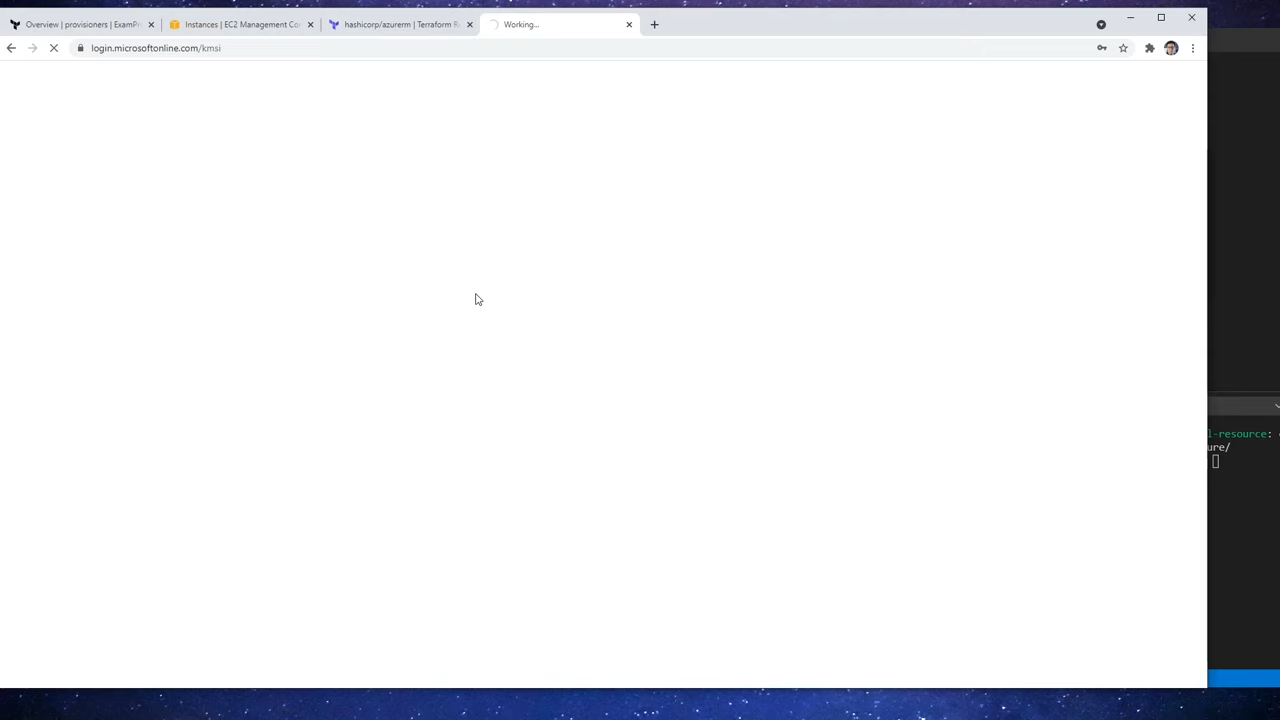 Overview | provisioners | ExamPr
Instances | EC2 Management Co
hashicorp/azurerm | Terraform R
Working...
login.microsoftonline.com/kmsi
l-resource:
ure/